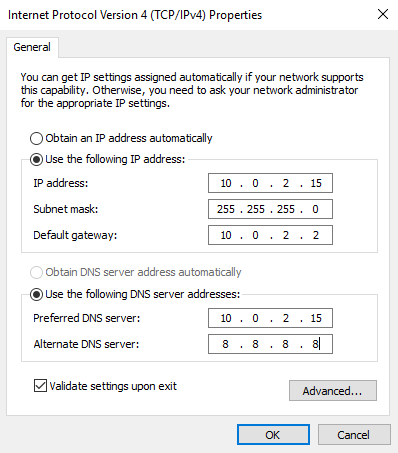 Internet Protocol Version 4 (TCP/IPv4) Properties
General
You can get IP settings assigned automatically if your network supports
this capability. Otherwise, you need to ask your network administrator
for the appropriate IP settings.
Obtain an IP address automatically
Use the following IP address:
IP address: 10 . 0 . 2 . 15
Subnet mask: 255 . 255 . 255 . 0
Default gateway: 10 . 0 . 2 . 2
Obtain DNS server address automatically
Use the following DNS server addresses:
Preferred DNS server: 10 . 0 . 2 . 15
Alternate DNS server: 8 . 8 . 8 . 8
Validate settings upon exit
Advanced...
OK Cancel